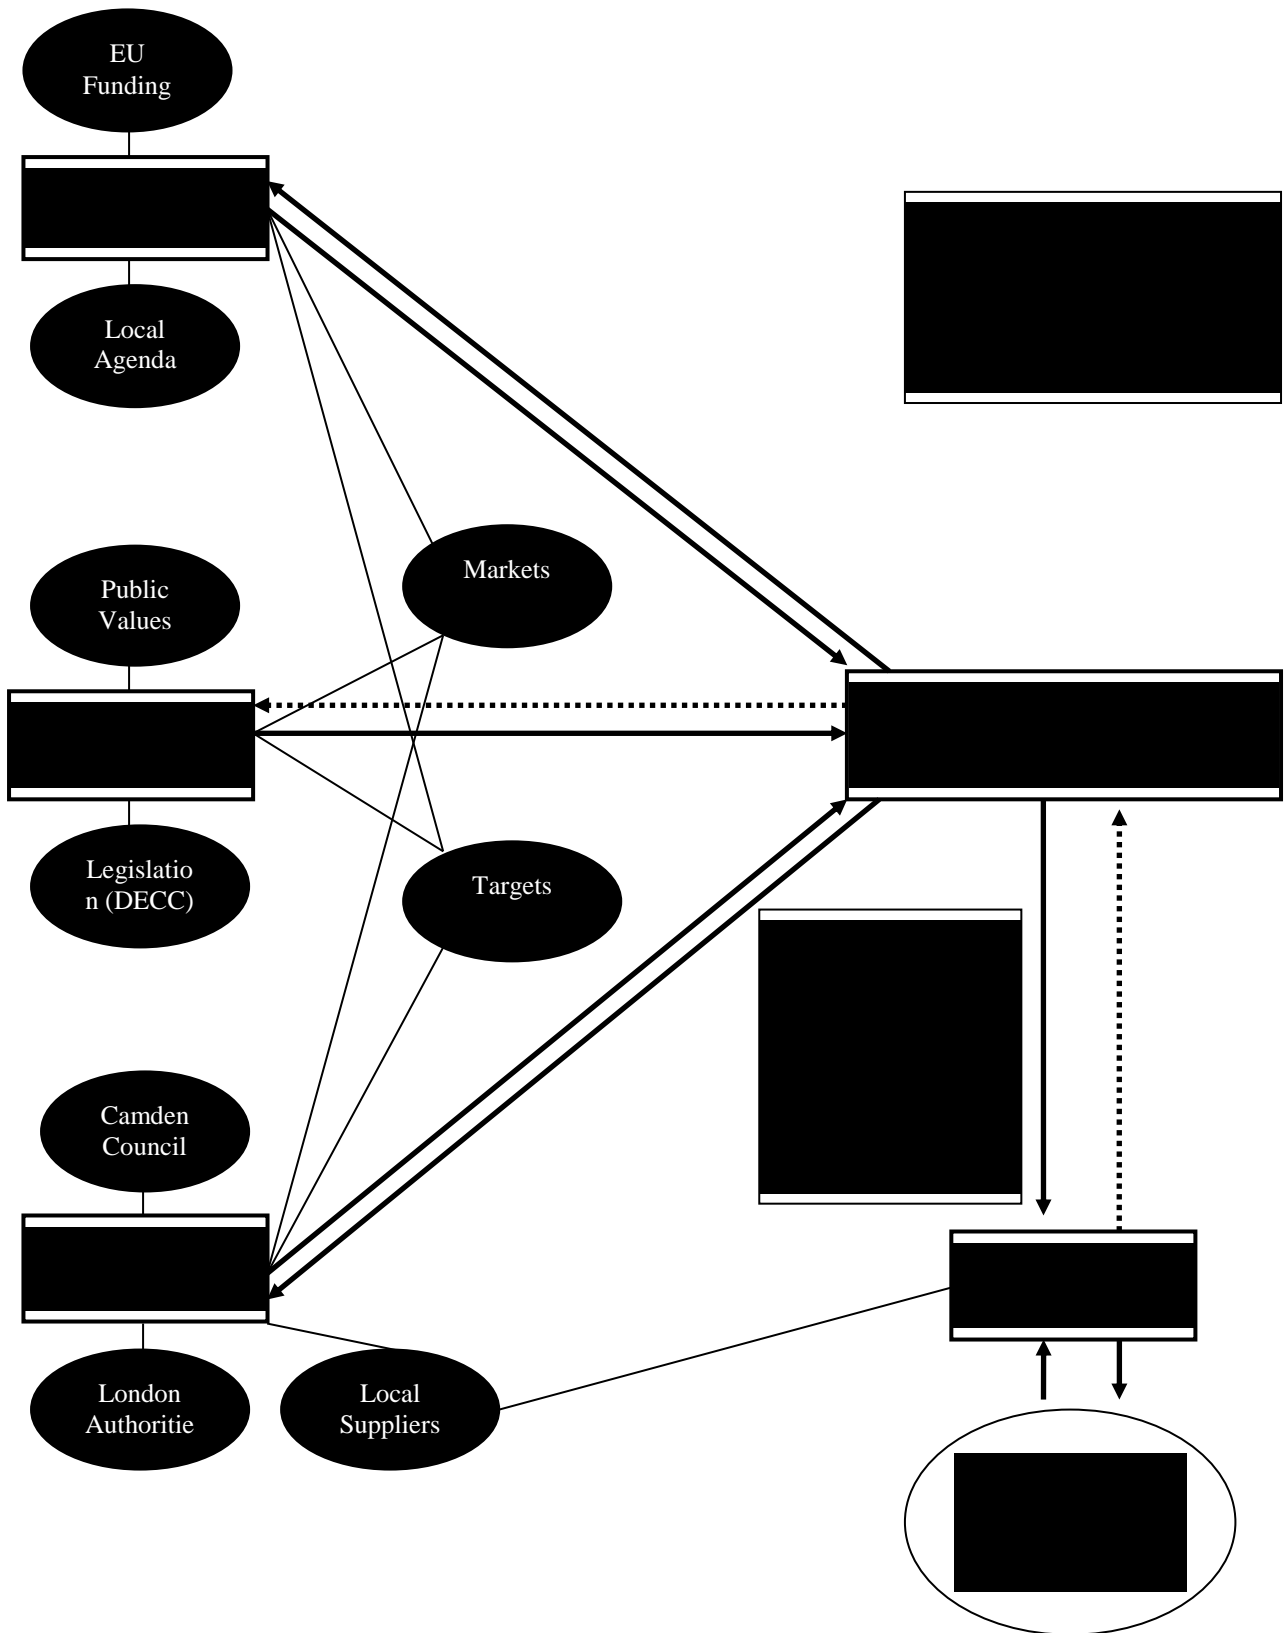 EU
Funding
Local
Agenda
Public
Values
Markets
Legislatio
n (DECC)
Targets
Camden
Council
London
Authoritie
Local
Suppliers